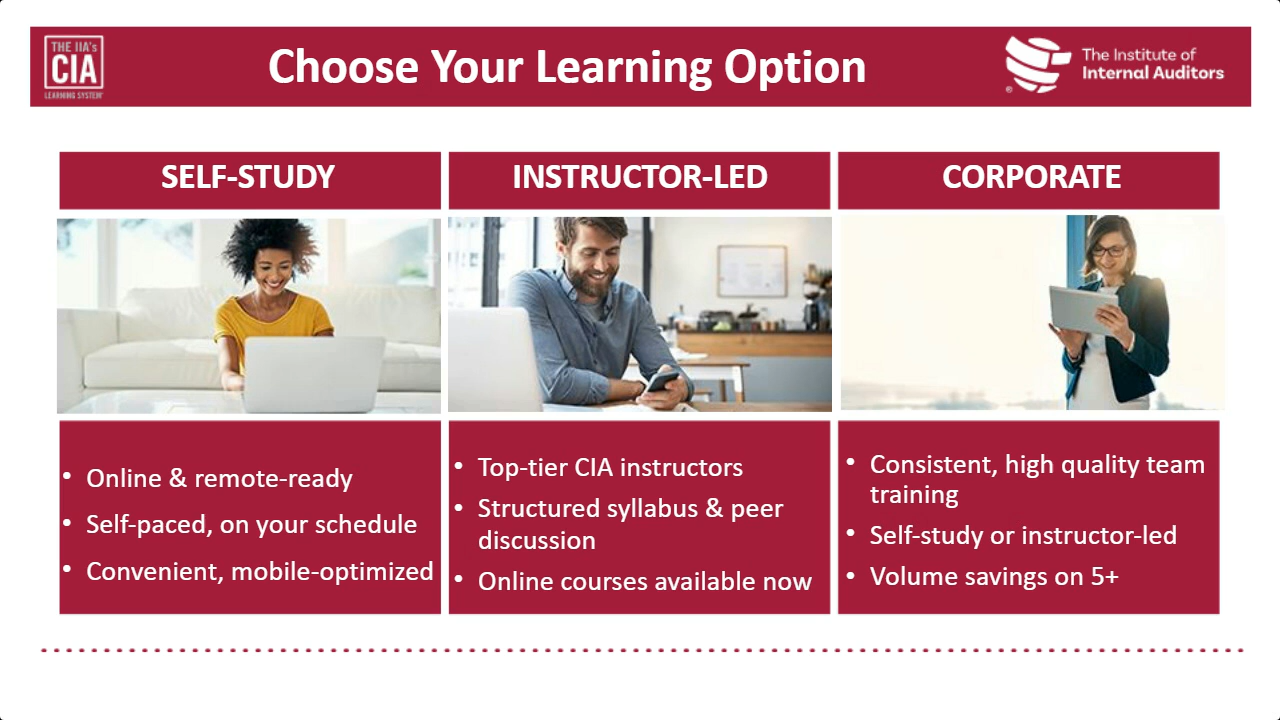 THE IIA's
CIA
LEARNING SYSTEM
Choose Your Learning Option
The Institute of
Internal Auditors
®
SELF-STUDY
INSTRUCTOR-LED
CORPORATE
• Online & remote-ready
• Self-paced, on your schedule
• Convenient, mobile-optimized
• Top-tier CIA instructors
• Structured syllabus & peer
discussion
• Online courses available now
• Consistent, high quality team
training
• Self-study or instructor-led
• Volume savings on 5+